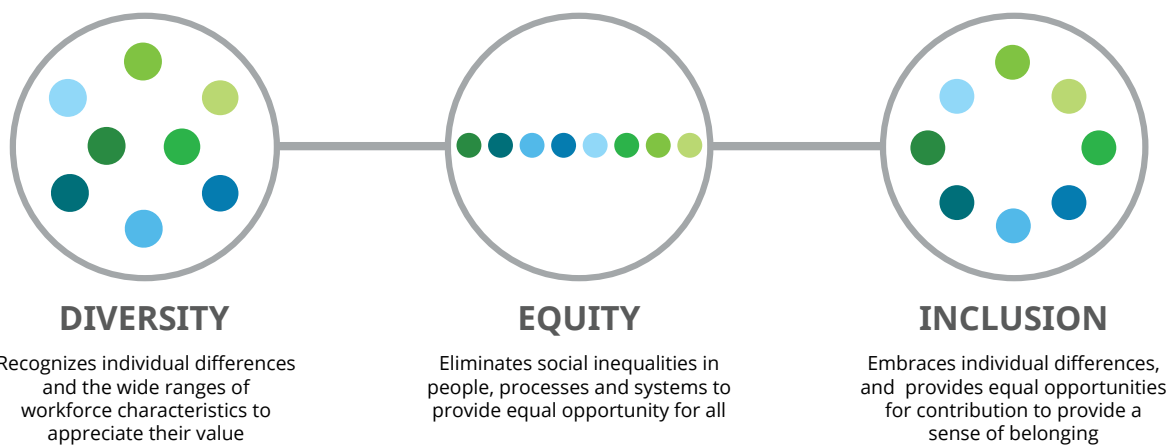 DIVERSITY
Recognizes individual differences
and the wide ranges of
workforce characteristics to
appreciate their value
EQUITY
Eliminates social inequalities in
people, processes and systems to
provide equal opportunity for all
INCLUSION
Embraces individual differences,
and provides equal opportunities
for contribution to provide a
sense of belonging